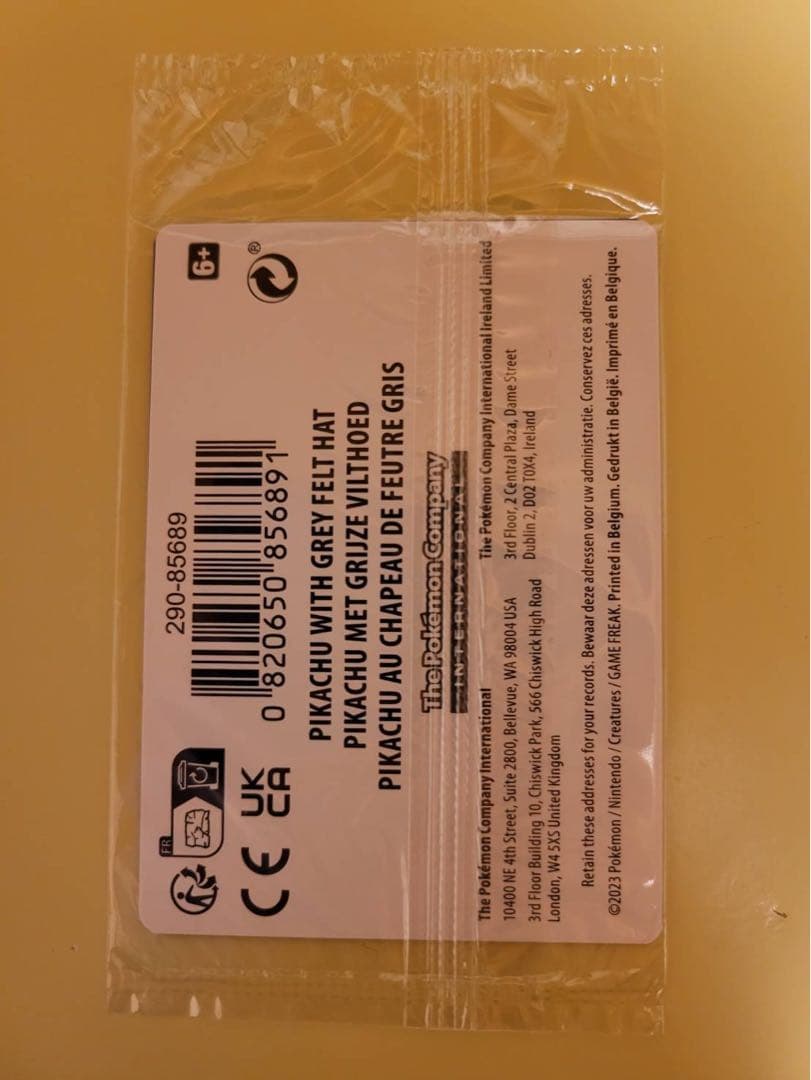 290-85689
0 820650 856891
6+
®
FR
CE
UK
CA
PIKACHU WITH GREY FELT HAT
PIKACHU MET GRIJZE VILTHOED
PIKACHU AU CHAPEAU DE FEUTRE GRIS
The Pokémon Company
INTERNATIONAL
The Pokémon Company International
10400 NE 4th Street, Suite 2800, Bellevue, WA 98004 USA
3rd Floor Building 10, Chiswick Park, 566 Chiswick High Road
London, W4 5XS United Kingdom
The Pokémon Company International Ireland Limited
3rd Floor, 2 Central Plaza, Dame Street
Dublin 2, D02 T0X4, Ireland
Retain these addresses for your records. Bewaar deze adressen voor uw administratie. Conservez ces adresses.
©2023 Pokémon / Nintendo / Creatures / GAME FREAK. Printed in Belgium. Gedrukt in België. Imprimé en Belgique.